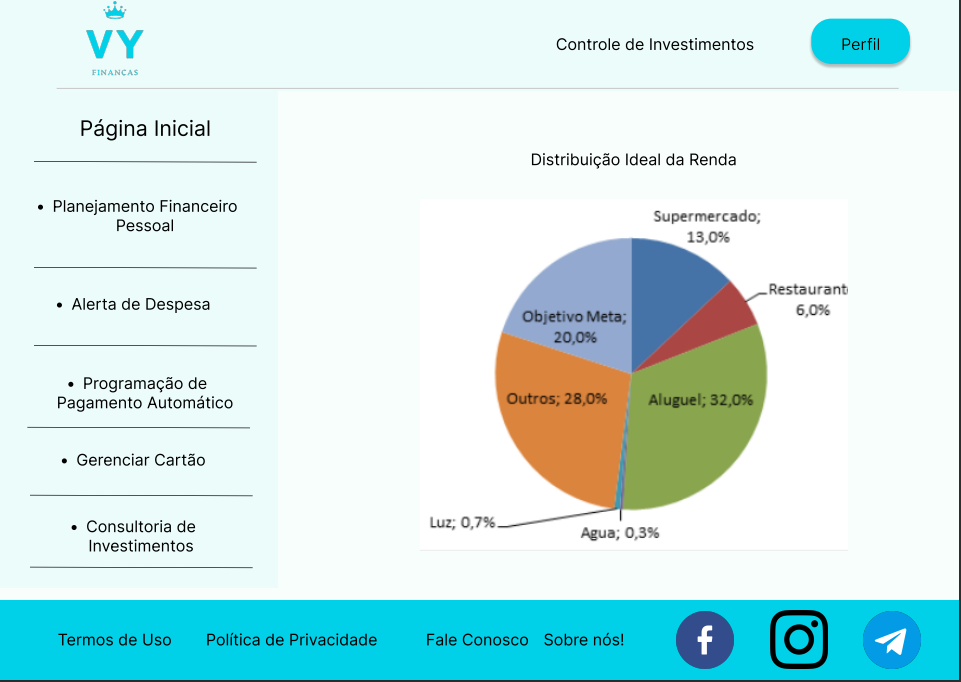 VY
FINANCAS
Controle de Investimentos
Perfil
Página Inicial
• Planejamento Financeiro
Pessoal
• Alerta de Despesa
• Programação de
Pagamento Automático
• Gerenciar Cartão
• Consultoria de
Investimentos
Distribuição Ideal da Renda
Supermercado;
13,0%
Restaurant
6,0%
Objetivo Meta;
20,0%
Outros; 28,0%
Aluguel; 32,0%
Luz; 0,7%
Agua; 0,3%
Termos de Uso
Política de Privacidade
Fale Conosco
Sobre nós!